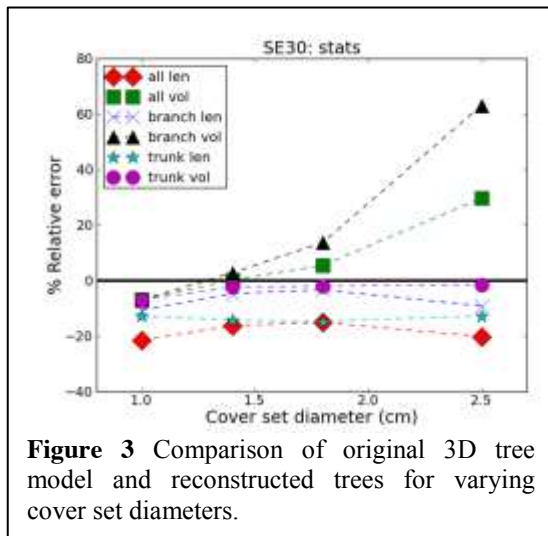 SE30: stats
80
60
40
20
0
−20
−40
% Relative error
all len
all vol
branch len
branch vol
trunk len
trunk vol
1.0 1.5 2.0 2.5
Cover set diameter (cm)
Figure 3 Comparison of original 3D tree
model and reconstructed trees for varying
cover set diameters.